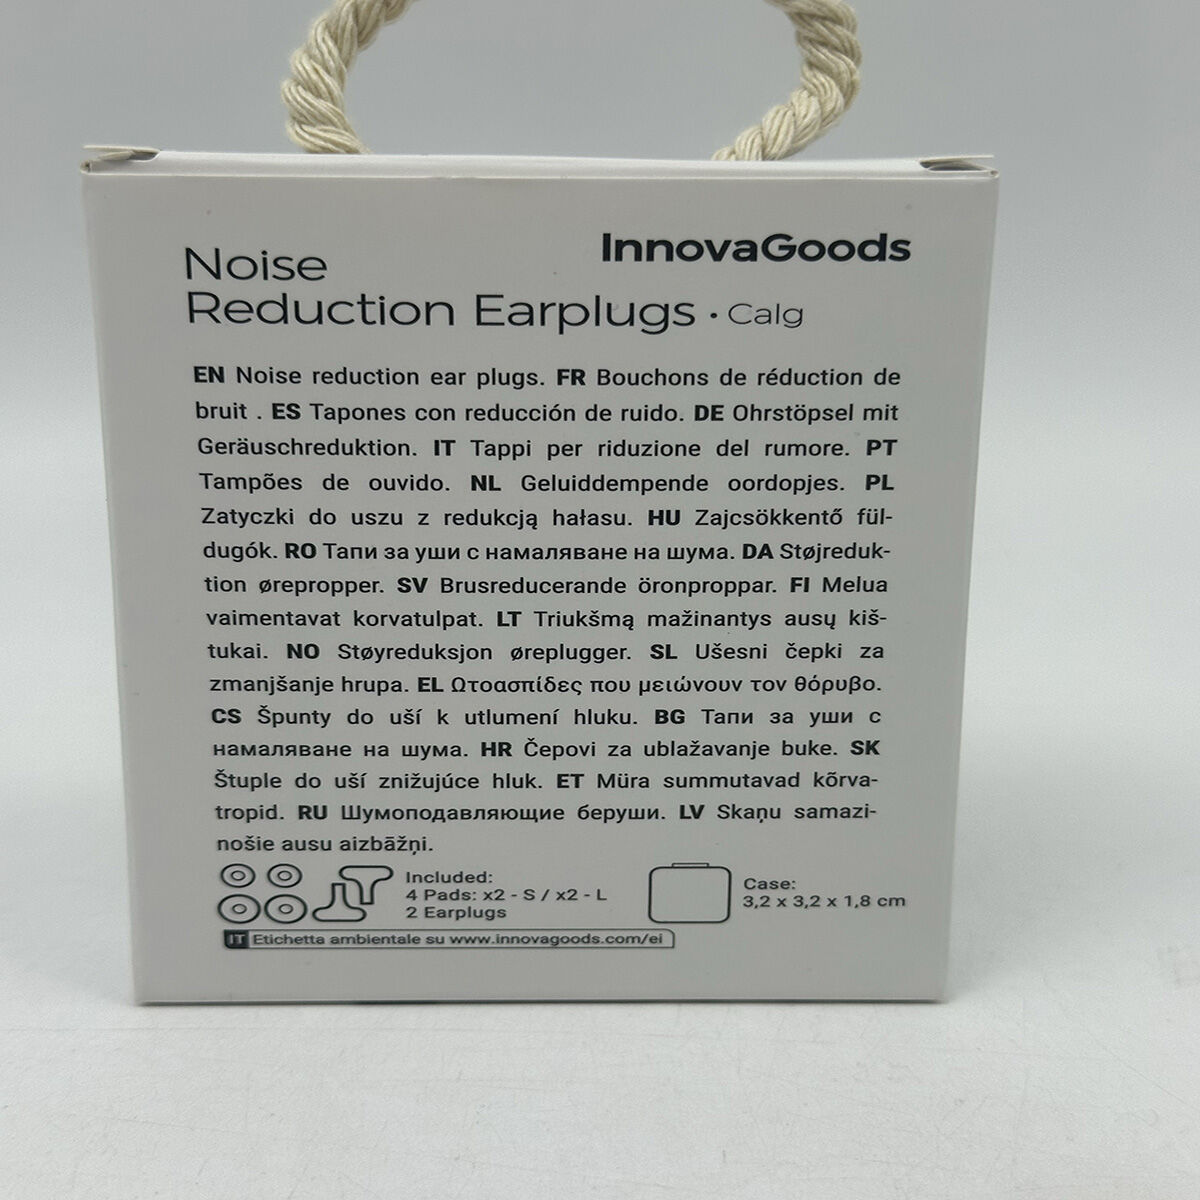 InnovaGoods
Noise
Reduction Earplugs · Calg
EN Noise reduction ear plugs. FR Bouchons de réduction de
bruit . ES Tapones con reducción de ruido. DE Ohrstöpsel mit
Geräuschreduktion. IT Tappi per riduzione del rumore. PT
Tampões de ouvido. NL Geluiddempende oordopjes. PL
Zatyczki do uszu z redukcją hałasu. HU Zajcsökkentő fül-
dugók. RO Тапи за уши с намаляване на шума. DA Støjreduk-
tion ørepropper. SV Brusreducerande öronproppar. FI Melua
vaimentavat korvatulpat. LT Triukšmą mažinantys ausų kiš-
tukai. NO Støyreduksjon øreplugger. SL Ušesni čepki za
zmanjšanje hrupa. EL Ωτοασπίδες που μειώνουν τον θόρυβο.
CS Špunty do uší k utlumení hluku. BG Тапи за уши с
намаляване на шума. HR Čepovi za ublažavanje buke. SK
Štuple do uší znižujúce hluk. ET Müra summutavad kõrva-
tropid. RU Шумоподавляющие беруши. LV Skaņu samazi-
nošie ausu aizbāžņi.
Included:
4 Pads: x2 - S / x2 - L
2 Earplugs
Case:
3,2 x 3,2 x 1,8 cm
IT Etichetta ambientale su www.innovagoods.com/ei